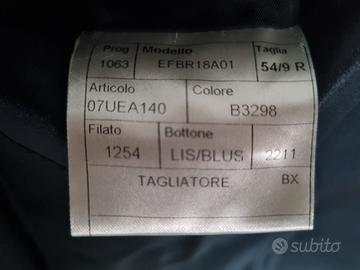 Prog Modello Taglia
1063 EFBR18A01 54/9 R
Articolo Colore
07UEA140 B3298
Filato Bottone
1254 LIS/BLUS 2211
TAGLIATORE BX
subito